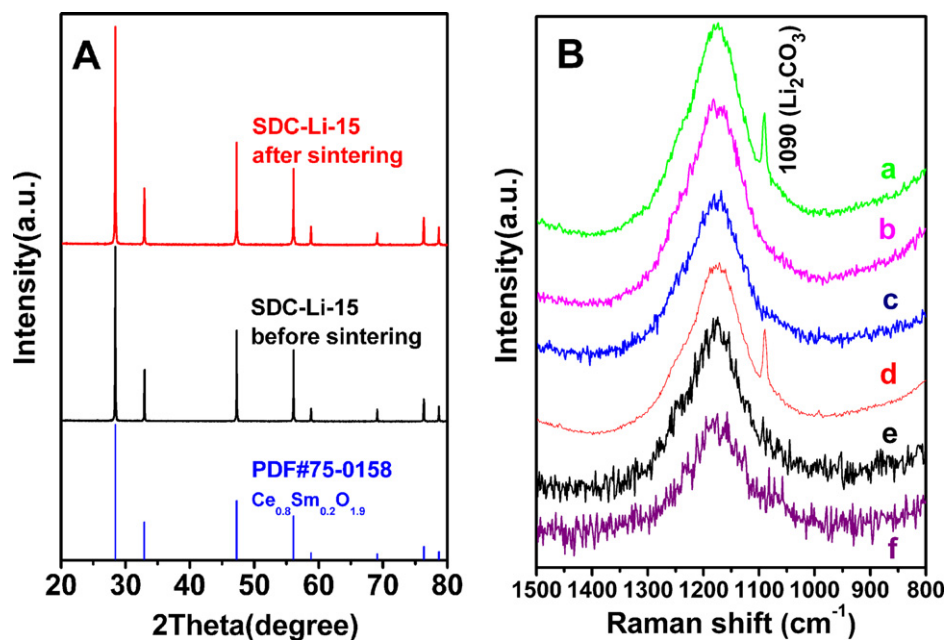 A
Intensity(a.u.)
SDC-Li-15
after sintering
SDC-Li-15
before sintering
PDF#75-0158
Ce₀.₈Sm₀.₂O₁.₉
20 30 40 50 60 70 80
2Theta(degree)
B
Intensity(a.u.)
1090 (Li₂CO₃)
a
b
c
d
e
f
1500 1400 1300 1200 1100 1000 900 800
Raman shift (cm⁻¹)